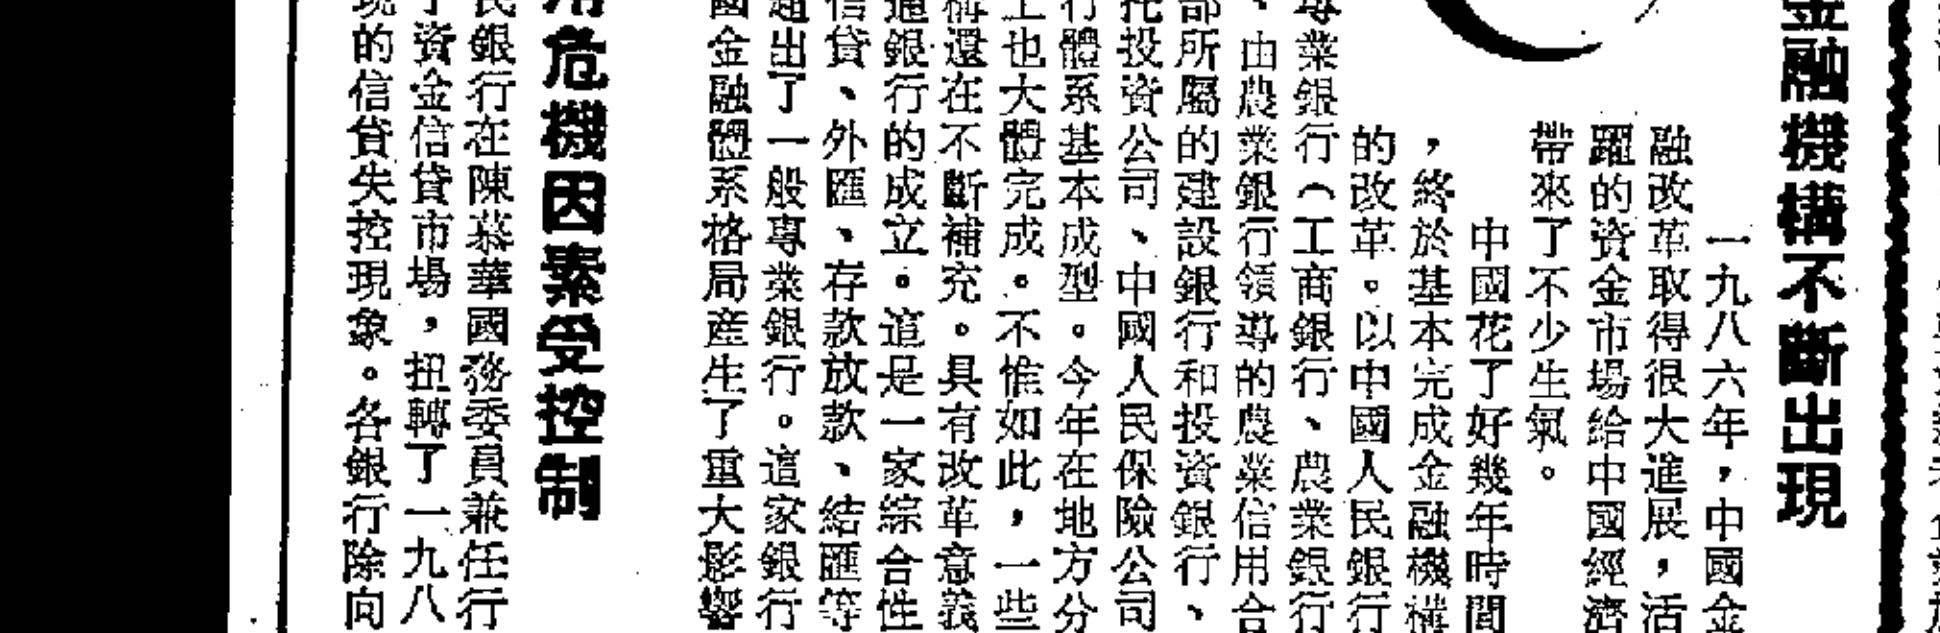 金融機構不斷出現
一九八六年，中國金
融改革取得很大進展，活
躍的資金市場給中國經濟
帶來了不少生氣。
中國花了好幾年時間
，終於基本完成金融機構
的改革。以中國人民銀行
專業銀行（工商銀行、農業銀行
、由農業銀行領導的農業信用合
部所屬的建設銀行和投資銀行、
托投資公司、中國人民保險公司
行體系基本成型。今年在地方分
上也大體完成。不惟如此，一些
構還在不斷補充。具有改革意義
通銀行的成立。這是一家綜合性
信貸、外匯、存款放款、結匯等
超出了一般專業銀行。這家銀行
國金融體系格局產生了重大影響
危機因素受控制
民銀行在陳慕華國務委員兼任行
了資金信貸市場，扭轉了一九八
現的信貸失控現象。各銀行除向